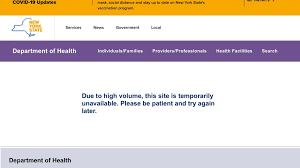 COVID-19 Updates
mask, social distance and stay up to date on New York State's
vaccination program.
NEW YORK STATE
Services News Government Local
Department of Health Individuals/Families Providers/Professionals Health Facilities Search
Due to high volume, this site is temporarily
unavailable. Please be patient and try again
later.
Department of Health